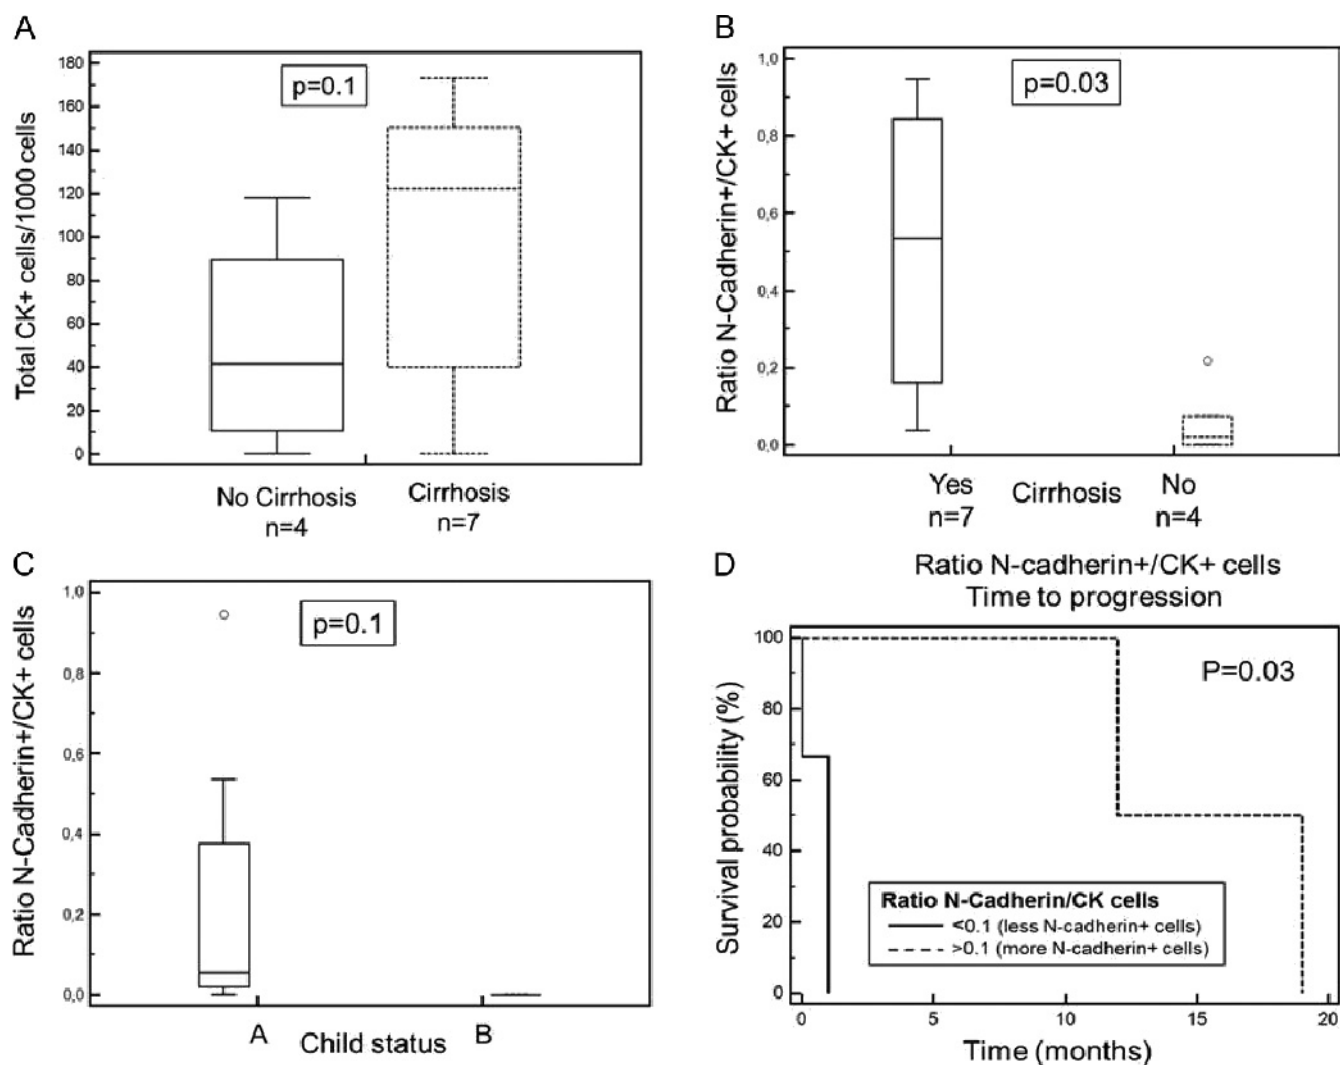 A
Total CK+ cells/1000 cells
180
160
140
120
100
80
60
40
20
0
p=0.1
No Cirrhosis
n=4
Cirrhosis
n=7
B
Ratio N-Cadherin+/CK+ cells
1,0
0,8
0,6
0,4
0,2
0,0
p=0.03
Yes
n=7
Cirrhosis
No
n=4
C
Ratio N-Cadherin+/CK+ cells
1,0
0,8
0,6
0,4
0,2
0,0
p=0.1
A
Child status
B
D
Ratio N-cadherin+/CK+ cells
Time to progression
Survival probability (%)
100
80
60
40
20
0
P=0.03
Ratio N-Cadherin/CK cells
<0.1 (less N-cadherin+ cells)
>0.1 (more N-cadherin+ cells)
0 5 10 15 20
Time (months)